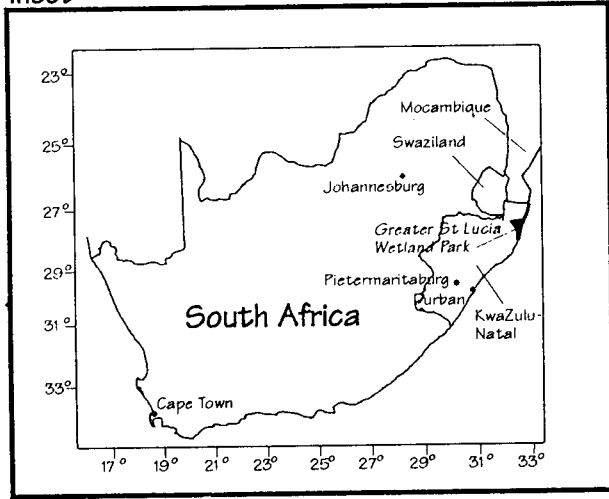 23°
Mocambique
25°
Swaziland
Johannesburg
27°
Greater St Lucia
Wetland Park
29°
Pietermaritaburg
Durban
KwaZulu-
Natal
31°
South Africa
33°
Cape Town
17° 19° 21° 23° 25° 27° 29° 31° 33°